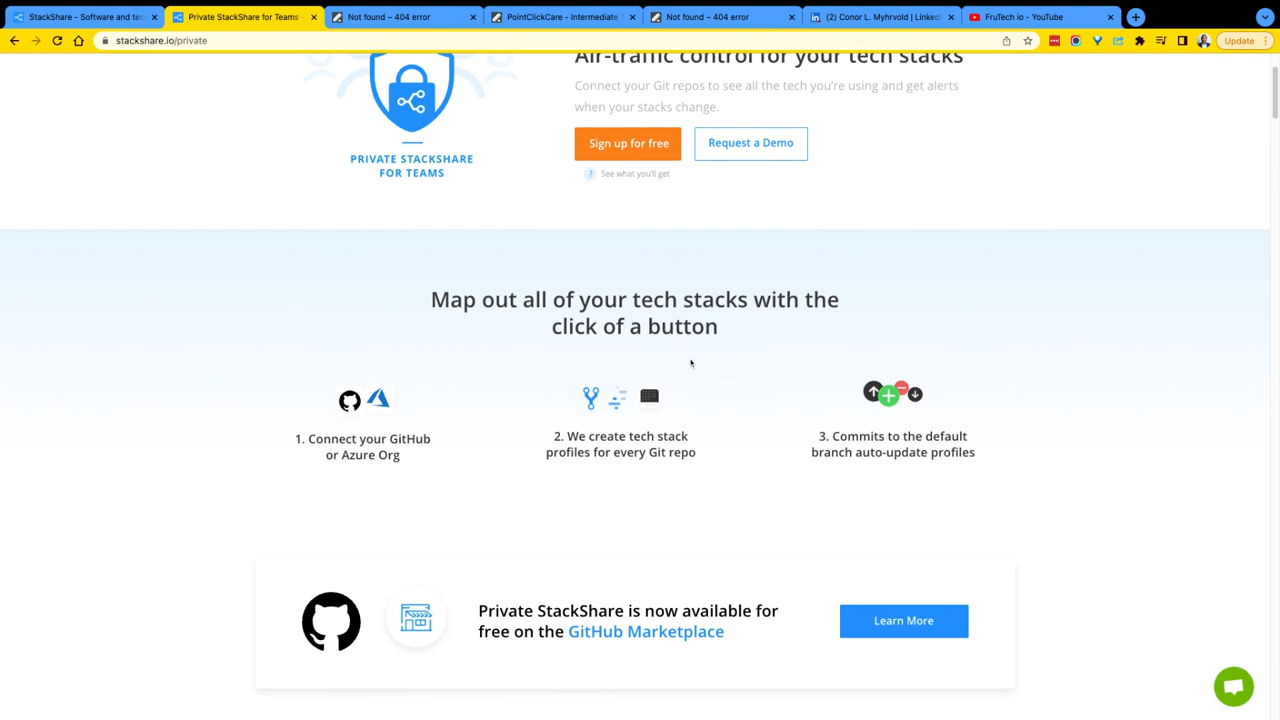 StackShare – Software and tec
Private StackShare for Teams -
Not found – 404 error
PointClickCare - Intermediate
Not found – 404 error
(2) Conor L. Myhrvold | Linked
FruTech io - YouTube
stackshare.io/private
Update
Air-traffic control for your tech stacks
Connect your Git repos to see all the tech you're using and get alerts
when your stacks change.
Sign up for free
Request a Demo
? See what you'll get
PRIVATE STACKSHARE
FOR TEAMS
Map out all of your tech stacks with the
click of a button
1. Connect your GitHub
or Azure Org
2. We create tech stack
profiles for every Git repo
3. Commits to the default
branch auto-update profiles
Private StackShare is now available for
free on the GitHub Marketplace
Learn More